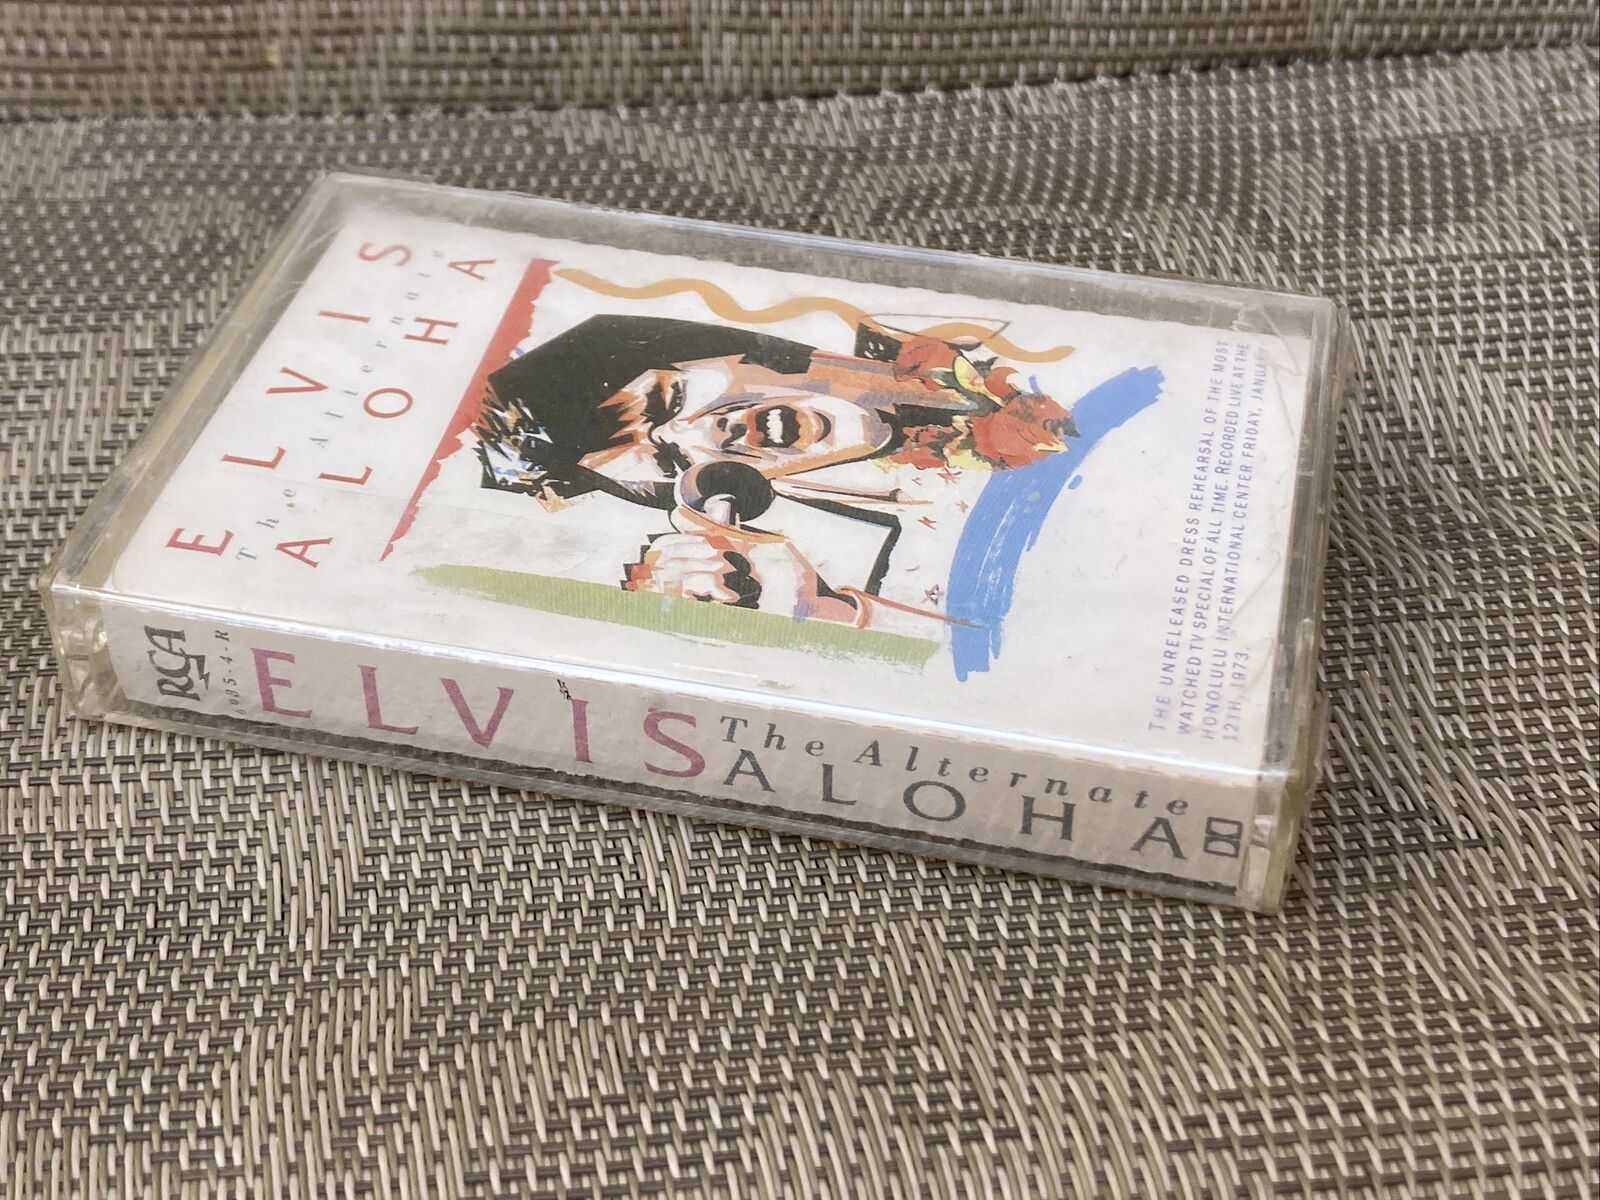 ELVIS
The Alternate
ALOHA
THE UNRELEASED DRESS REHEARSAL OF THE MOST
WATCHED TV SPECIAL OF ALL TIME. RECORDED LIVE AT THE
HONOLULU INTERNATIONAL CENTER FRIDAY, JANUARY
12TH, 1973.
RCA
ELVIS
The Alternate
ALOHA